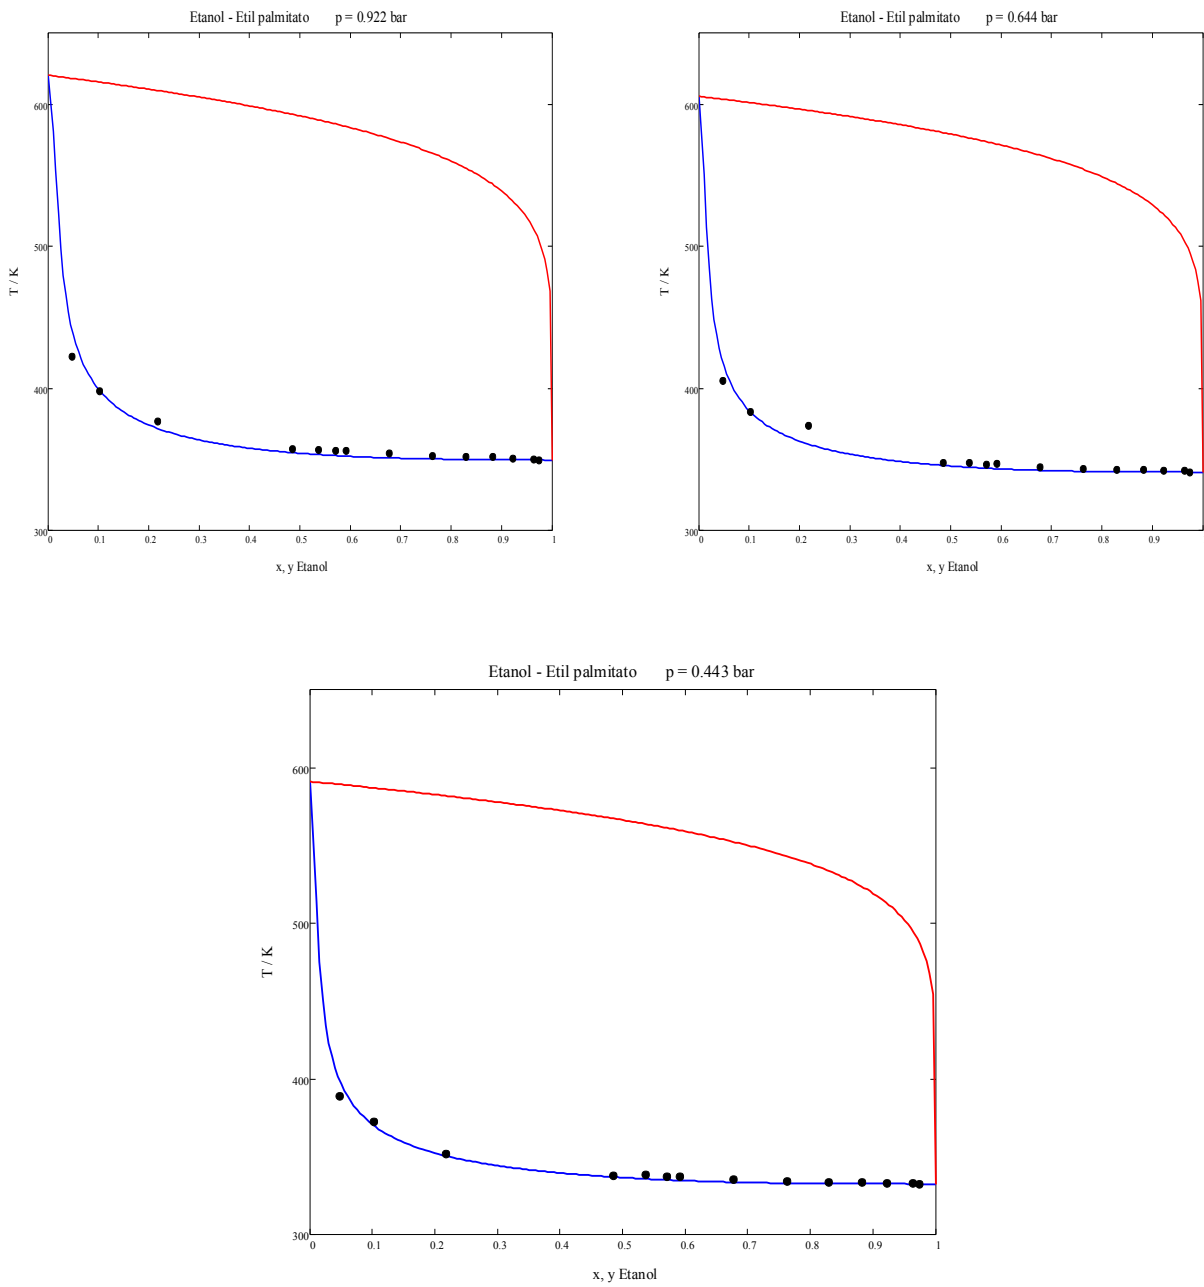 Etanol - Etil palmitato p = 0.922 bar
600
500
400
300
T / K
0 0.1 0.2 0.3 0.4 0.5 0.6 0.7 0.8 0.9 1
x, y Etanol
Etanol - Etil palmitato p = 0.644 bar
600
500
400
300
T / K
0 0.1 0.2 0.3 0.4 0.5 0.6 0.7 0.8 0.9
x, y Etanol
Etanol - Etil palmitato p = 0.443 bar
600
500
400
300
T / K
0 0.1 0.2 0.3 0.4 0.5 0.6 0.7 0.8 0.9 1
x, y Etanol